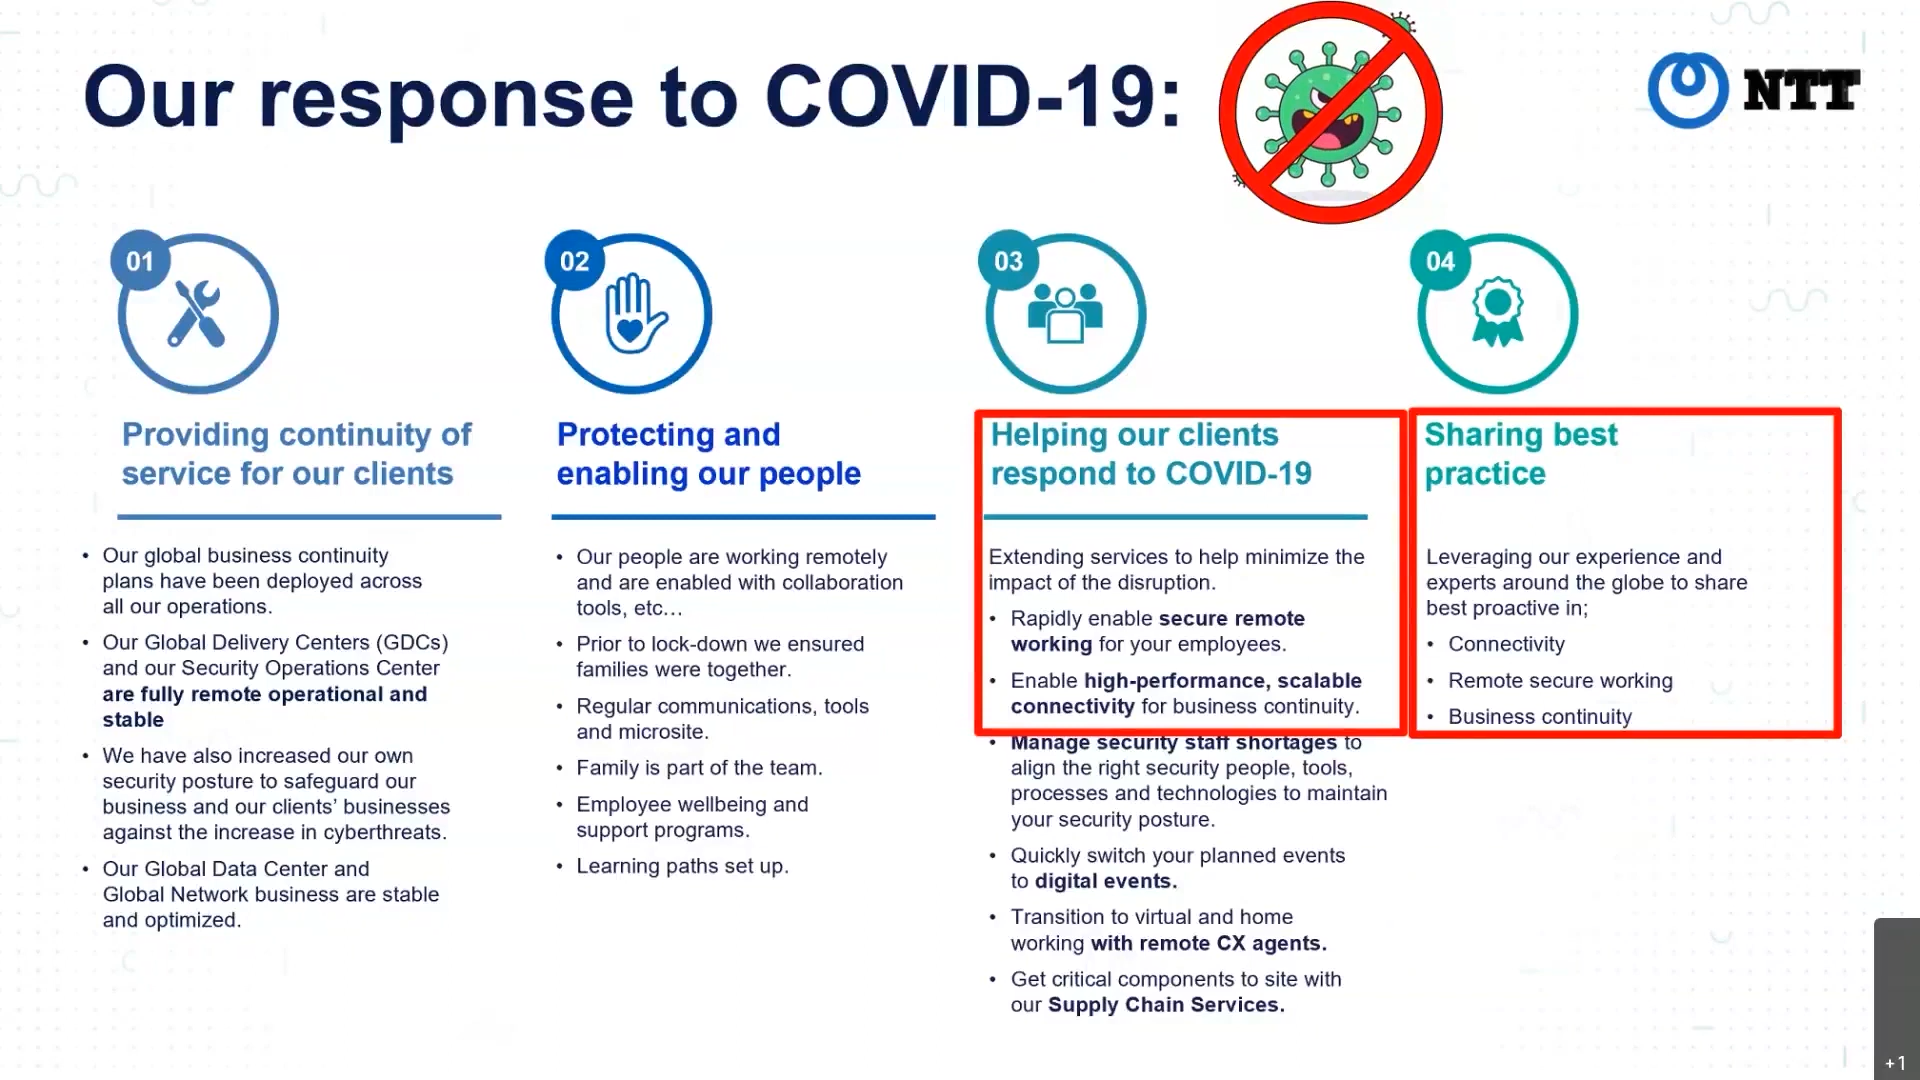 Our response to COVID-19:
NTT
01
Providing continuity of
service for our clients
• Our global business continuity
plans have been deployed across
all our operations.
• Our Global Delivery Centers (GDCs)
and our Security Operations Center
are fully remote operational and
stable
• We have also increased our own
security posture to safeguard our
business and our clients’ businesses
against the increase in cyberthreats.
• Our Global Data Center and
Global Network business are stable
and optimized.
02
Protecting and
enabling our people
• Our people are working remotely
and are enabled with collaboration
tools, etc…
• Prior to lock-down we ensured
families were together.
• Regular communications, tools
and microsite.
• Family is part of the team.
• Employee wellbeing and
support programs.
• Learning paths set up.
03
Helping our clients
respond to COVID-19
Extending services to help minimize the
impact of the disruption.
• Rapidly enable secure remote
working for your employees.
• Enable high-performance, scalable
connectivity for business continuity.
• Manage security staff shortages to
align the right security people, tools,
processes and technologies to maintain
your security posture.
• Quickly switch your planned events
to digital events.
• Transition to virtual and home
working with remote CX agents.
• Get critical components to site with
our Supply Chain Services.
04
Sharing best
practice
Leveraging our experience and
experts around the globe to share
best proactive in;
• Connectivity
• Remote secure working
• Business continuity
+1